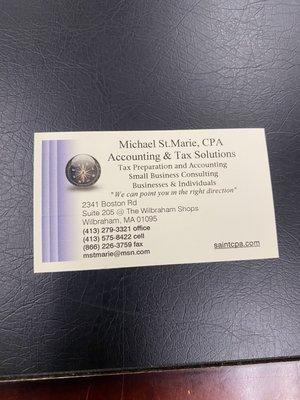 Michael St.Marie, CPA
Accounting & Tax Solutions
Tax Preparation and Accounting
Small Business Consulting
Businesses & Individuals
"We can point you in the right direction"
2341 Boston Rd
Suite 205 @ The Wilbraham Shops
Wilbraham, MA 01095
(413) 279-3321 office
(413) 575-8422 cell
(866) 226-3759 fax
mstmarie@msn.com
saintcpa.com